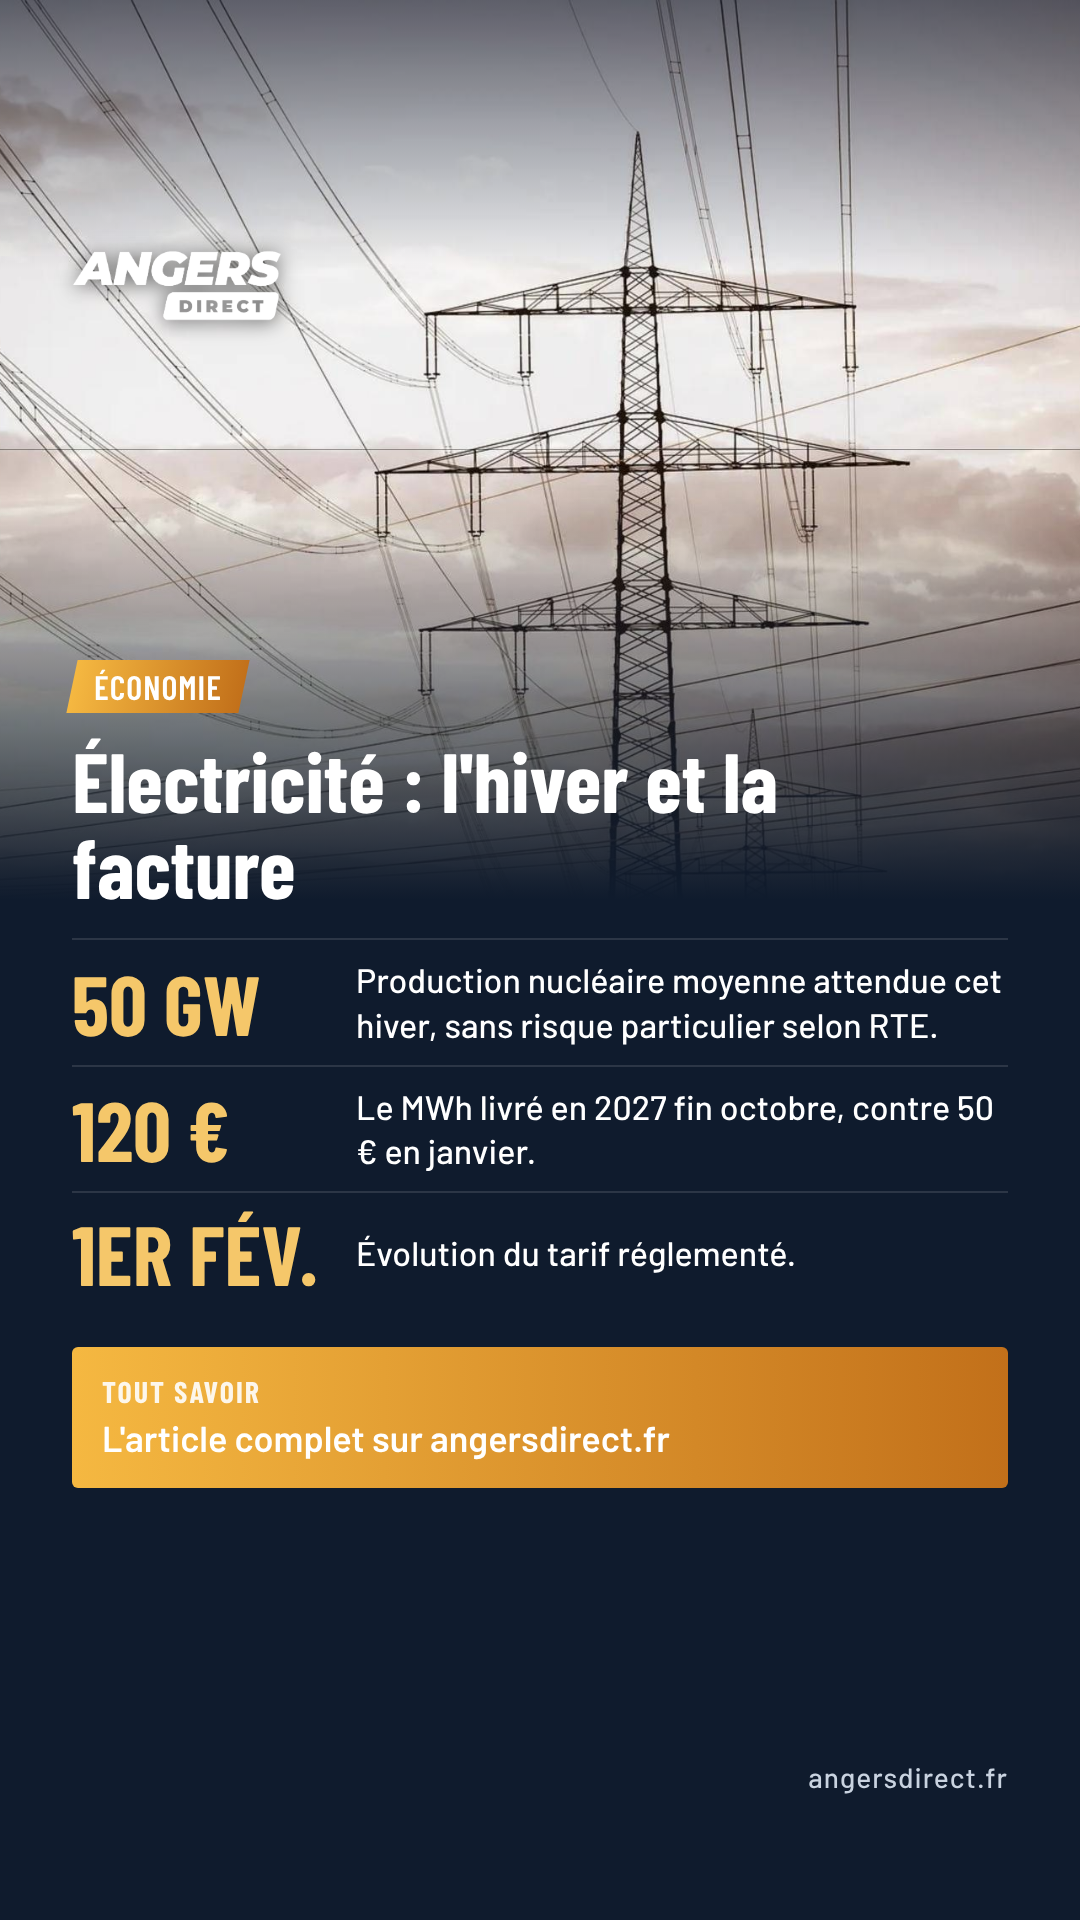 ANGERS
DIRECT
ÉCONOMIE
Électricité : l'hiver et la
facture
50 GW
Production nucléaire moyenne attendue cet
hiver, sans risque particulier selon RTE.
120 €
Le MWh livré en 2027 fin octobre, contre 50
€ en janvier.
1ER FÉV.
Évolution du tarif réglementé.
TOUT SAVOIR
L'article complet sur angersdirect.fr
angersdirect.fr